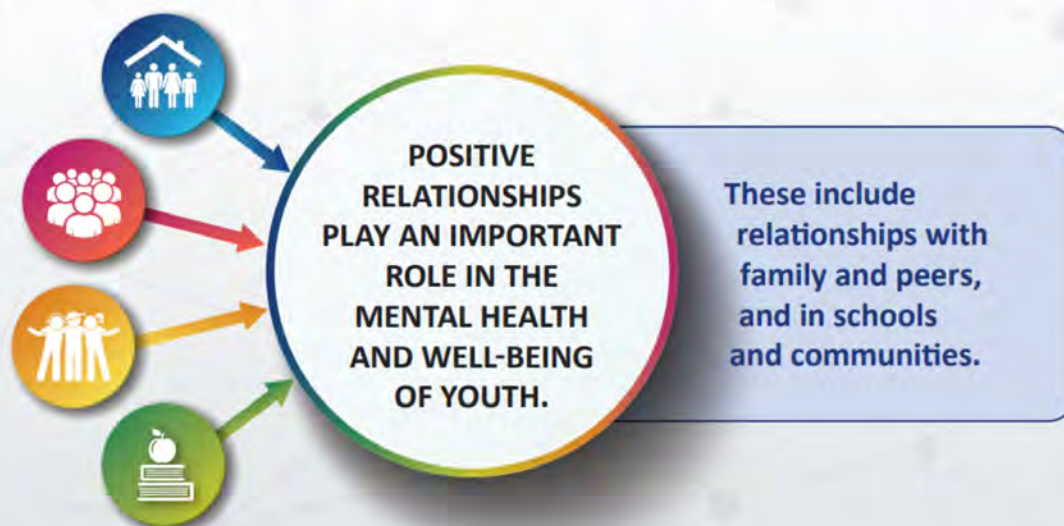 POSITIVE
RELATIONSHIPS
PLAY AN IMPORTANT
ROLE IN THE
MENTAL HEALTH
AND WELL-BEING
OF YOUTH.
These include
relationships with
family and peers,
and in schools
and communities.